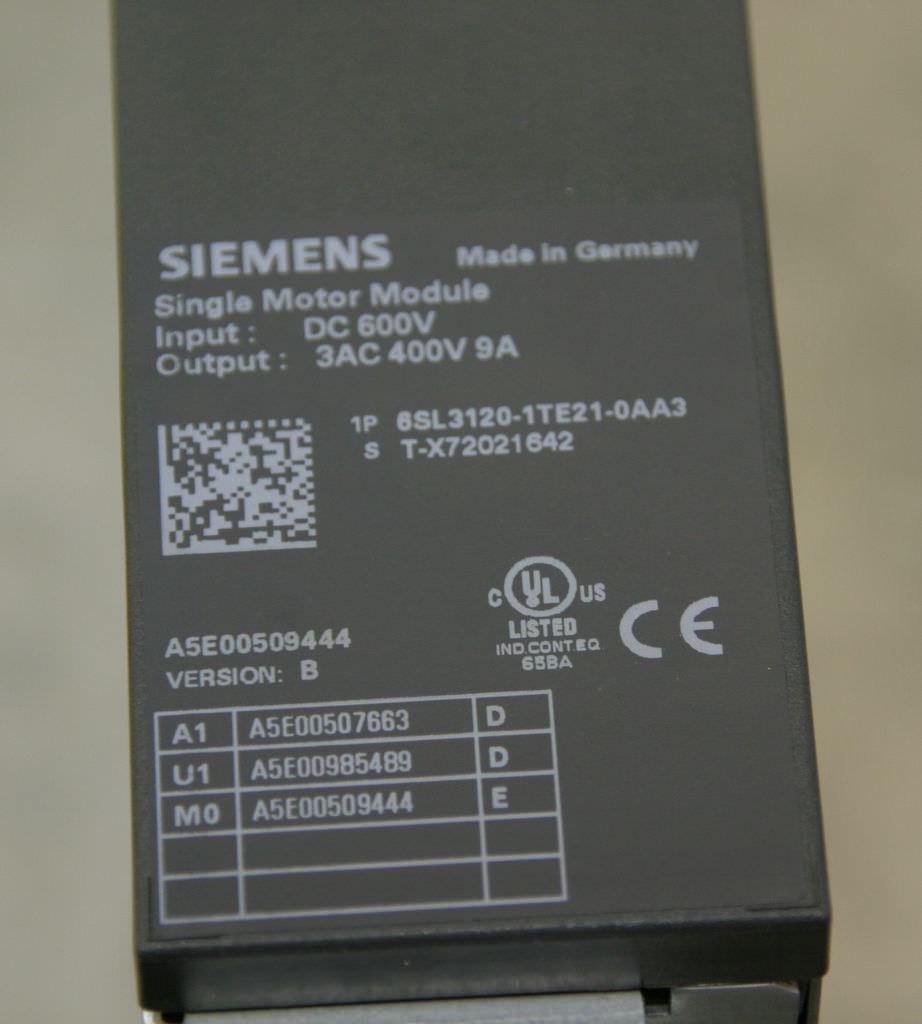 SIEMENS Made in Germany
Single Motor Module
Input : DC 600V
Output : 3AC 400V 9A
1P 6SL3120-1TE21-0AA3
S T-X72021642
C UL US
LISTED
IND.CONT.EQ
65BA
CE
A5E00509444
VERSION: B
A1 A5E00507663 D
U1 A5E00985489 D
M0 A5E00509444 E